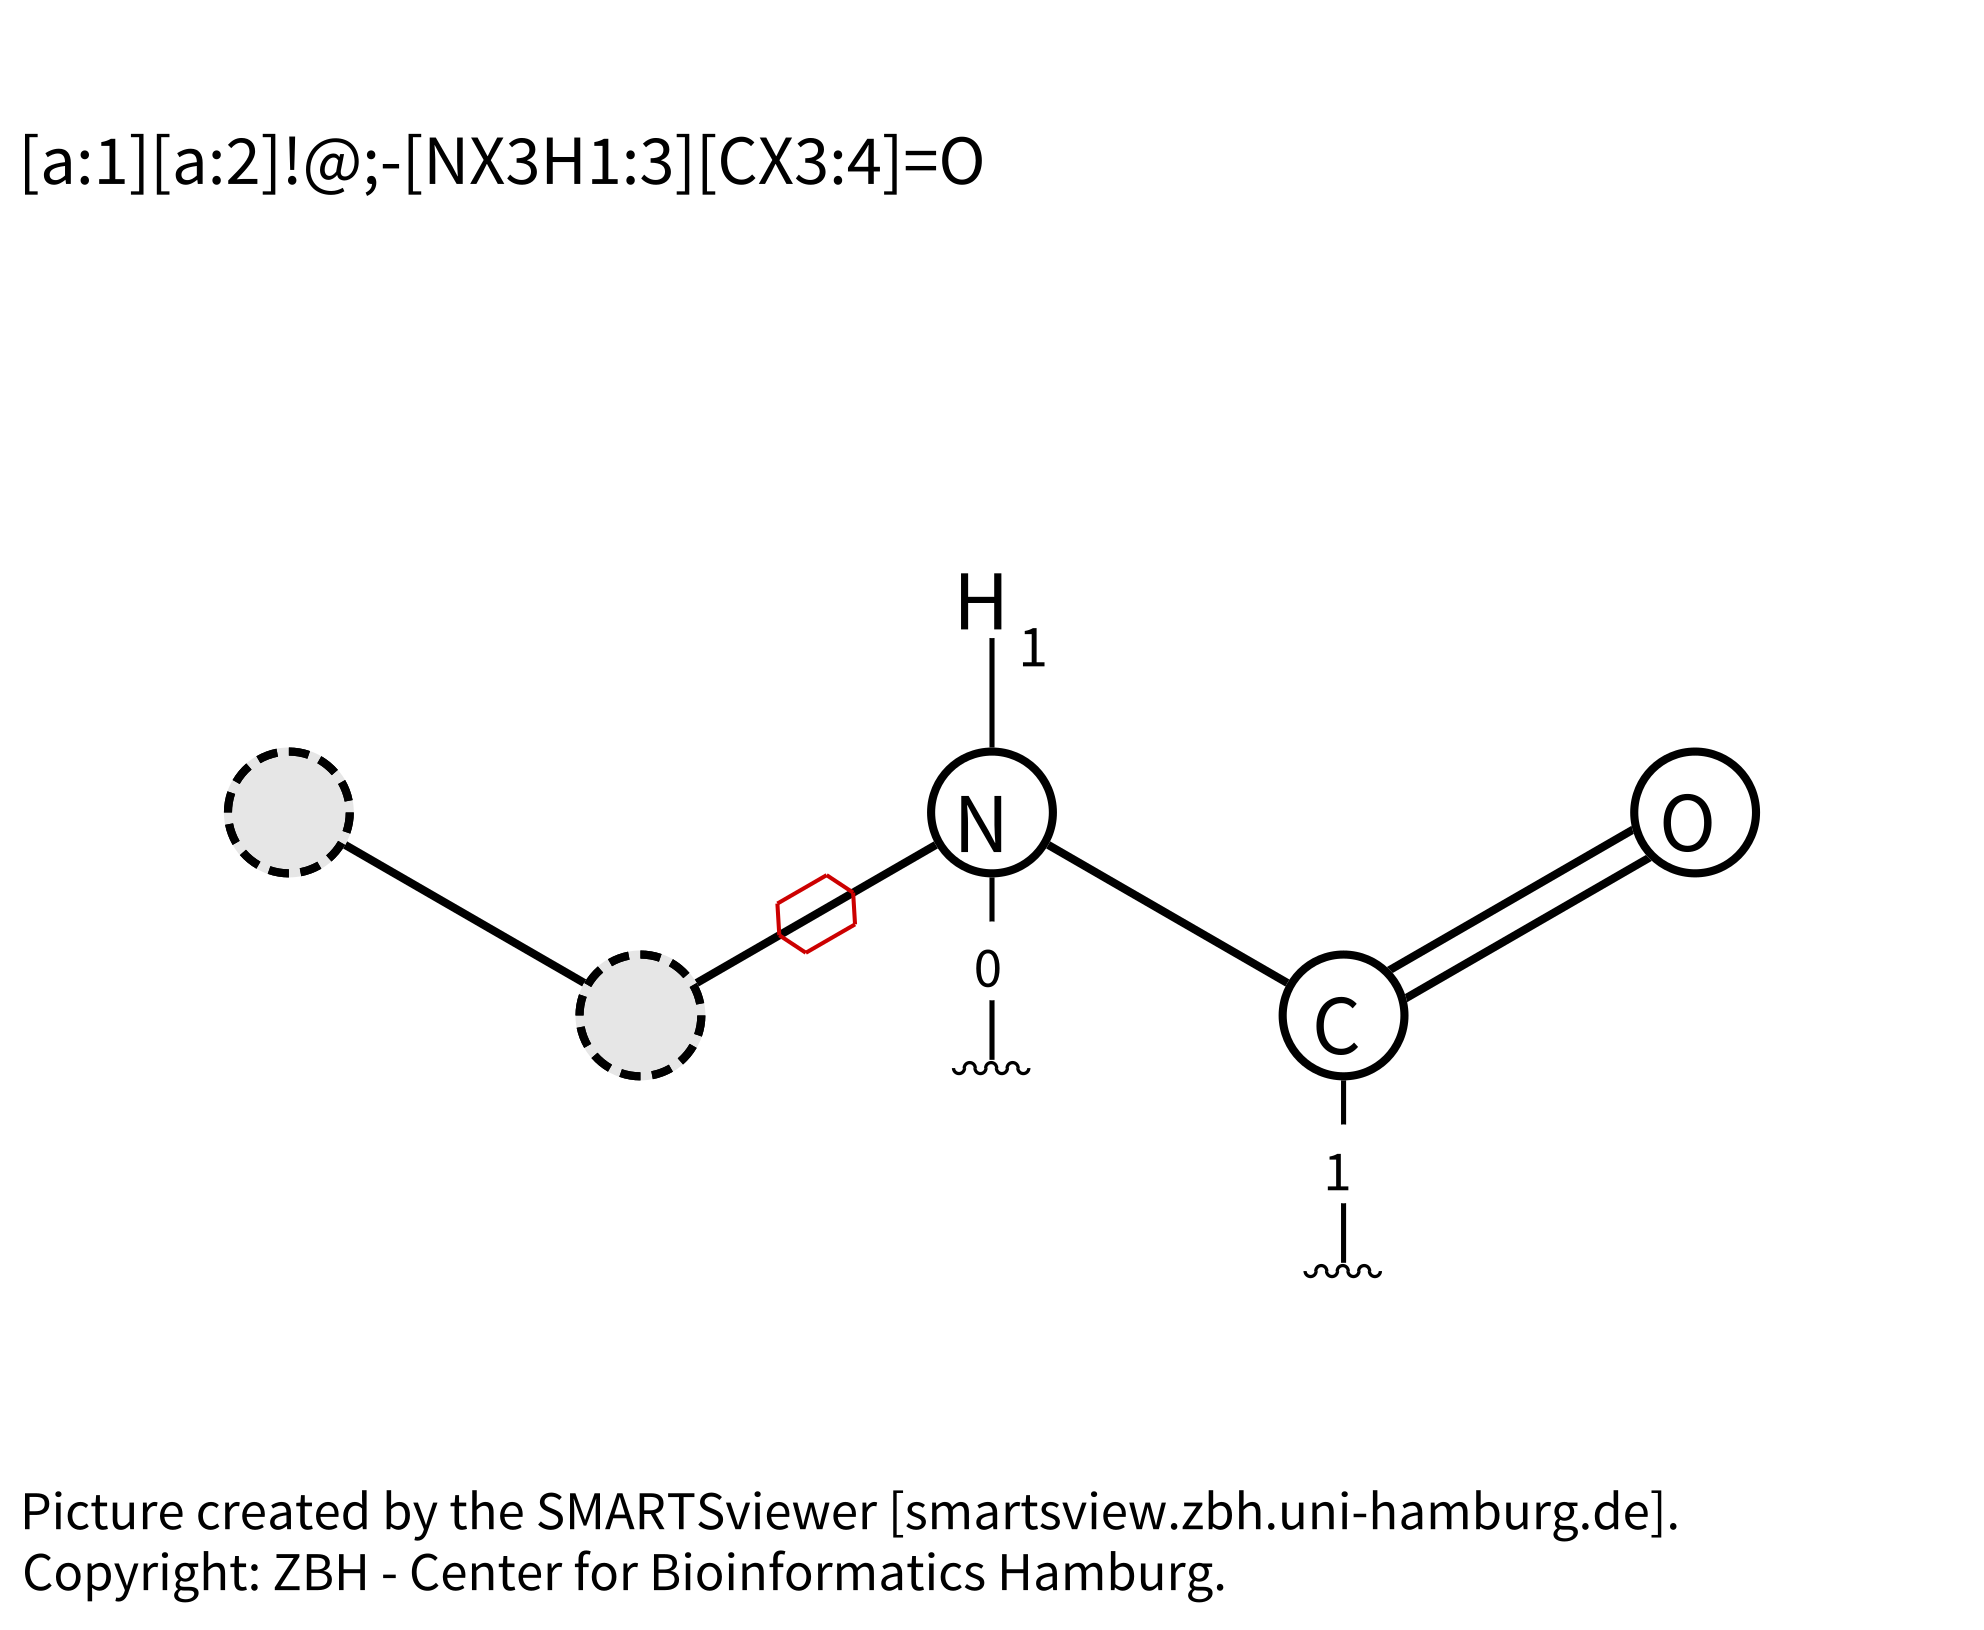 [a:1][a:2]!@;-[NX3H1:3][CX3:4]=O
H
1
N
O
0
C
1
Picture created by the SMARTSviewer [smartsview.zbh.uni-hamburg.de].
Copyright: ZBH - Center for Bioinformatics Hamburg.